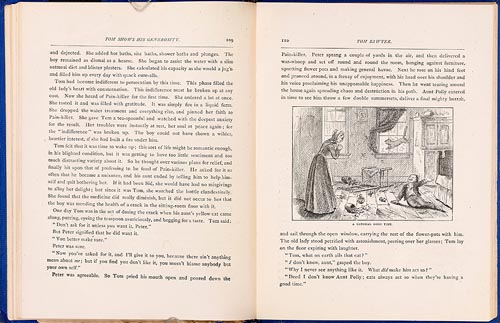 TOM SHOWS HIS GENEROSITY. 109
and dejected. She added hot baths, sitz baths, shower baths and plunges. The
boy remained as dismal as a hearse. She began to assist the water with a slim
oatmeal diet and blister plasters. She calculated his capacity as she would a jug's
and filled him up every day with quack cure-alls.
Tom had become indifferent to persecution by this time. This phase filled the
old lady's heart with consternation. This indifference must be broken up at any
cost. Now she heard of Pain-killer for the first time. She ordered a lot at once.
She tasted it and was filled with gratitude. It was simply fire in a liquid form.
She dropped the water treatment and everything else, and pinned her faith to
Pain-killer. She gave Tom a tea-spoonful and watched with the deepest anxiety
for the result. Her troubles were instantly at rest, her soul at peace again; for
the "indifference" was broken up. The boy could not have shown a wilder,
heartier interest, if she had built a fire under him.
Tom felt that it was time to wake up; this sort of life might be romantic enough,
in his blighted condition, but it was getting to have too little sentiment and too
much distracting variety about it. So he thought over various plans for relief, and
finally hit upon that of professing to be fond of Pain-killer. He asked for it so
often that he became a nuisance, and his aunt ended by telling him to help him-
self and quit bothering her. If it had been Sid, she would have had no misgivings
to alloy her delight; but since it was Tom, she watched the bottle clandestinely.
She found that the medicine did really diminish, but it did not occur to her that
the boy was mending the health of a crack in the sitting-room floor with it.
One day Tom was in the act of dosing the crack when his aunt's yellow cat came
along, purring, eyeing the teaspoon avariciously, and begging for a taste. Tom said:
"Don't ask for it unless you want it, Peter."
But Peter signified that he did want it.
"You better make sure."
Peter was sure.
"Now you've asked for it, and I'll give it to you, because there ain't anything
mean about me; but if you find you don't like it, you mustn't blame anybody but
your own self."
Peter was agreeable. So Tom pried his mouth open and poured down the
110 TOM SAWYER.
Pain-killer. Peter sprang a couple of yards in the air, and then delivered a
war-whoop and set off round and round the room, banging against furniture,
upsetting flower pots and making general havoc. Next he rose on his hind feet
and pranced around, in a frenzy of enjoyment, with his head over his shoulder and
his voice proclaiming his unappeasable happiness. Then he went tearing around
the house again spreading chaos and destruction in his path. Aunt Polly entered
in time to see him throw a few double summersets, deliver a final mighty hurrah,
A GENERAL GOOD TIME.
and sail through the open window, carrying the rest of the flower-pots with him.
The old lady stood petrified with astonishment, peering over her glasses; Tom lay
on the floor expiring with laughter.
"Tom, what on earth ails that cat?"
"I don't know, aunt," gasped the boy.
"Why I never see anything like it. What did make him act so?"
"Deed I don't know Aunt Polly; cats always act so when they're having a
good time."